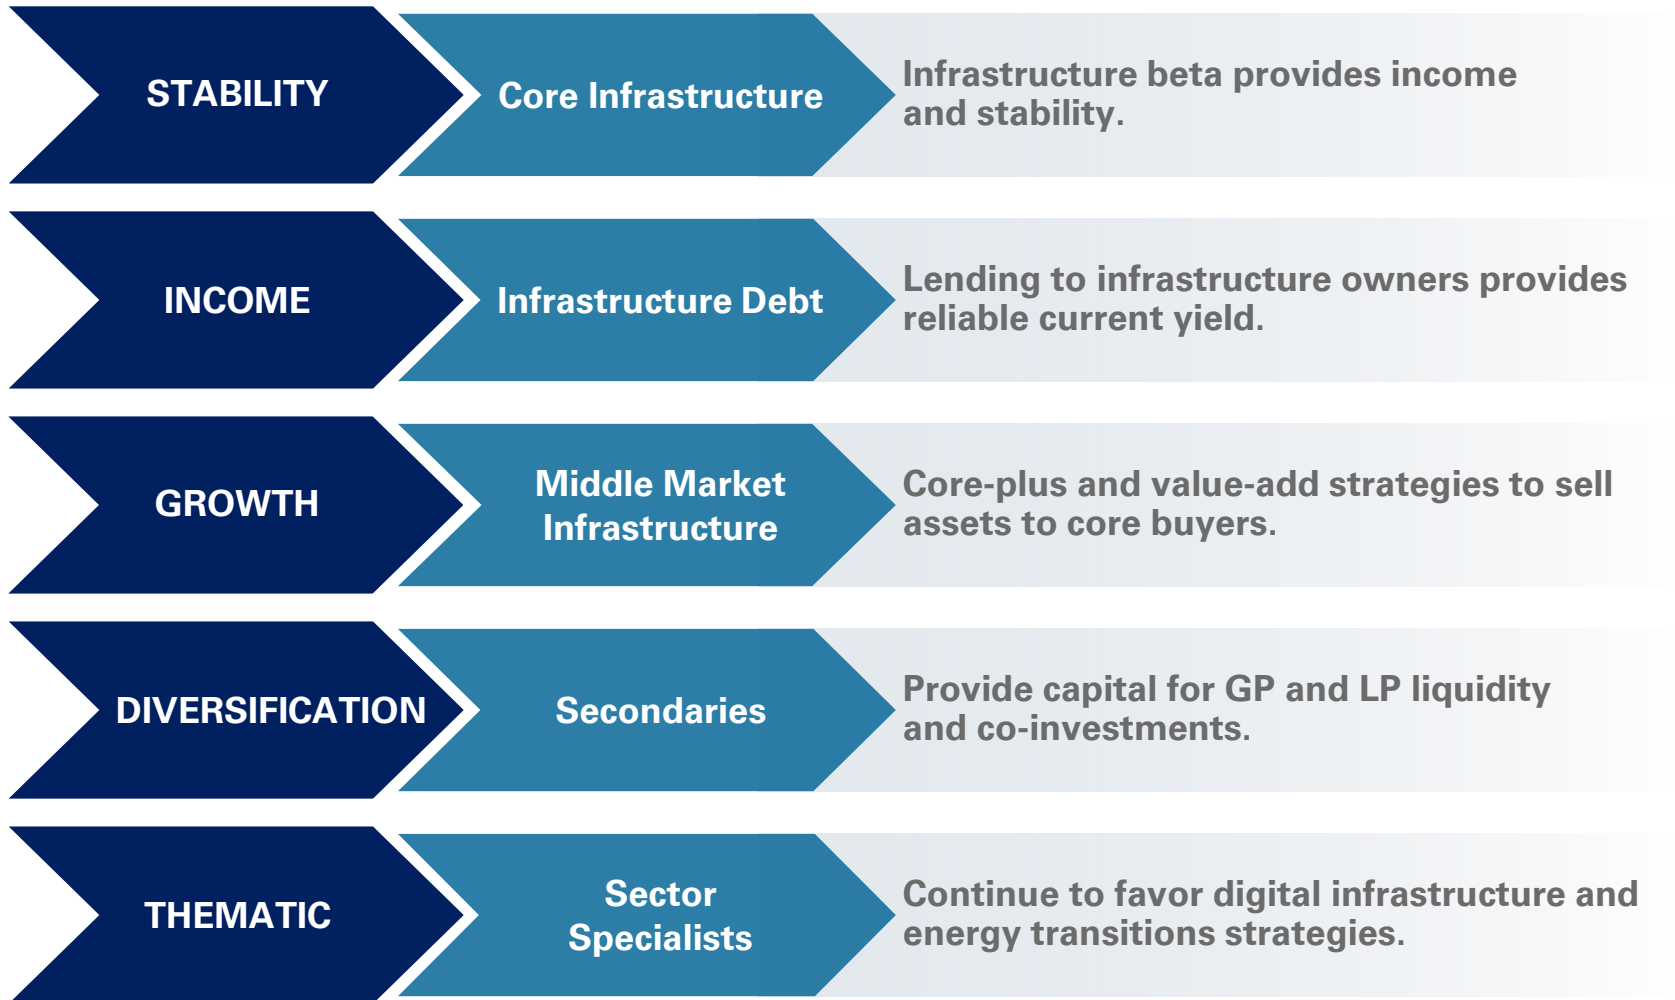 STABILITY
Core Infrastructure
Infrastructure beta provides income
and stability.
INCOME
Infrastructure Debt
Lending to infrastructure owners provides
reliable current yield.
GROWTH
Middle Market
Infrastructure
Core-plus and value-add strategies to sell
assets to core buyers.
DIVERSIFICATION
Secondaries
Provide capital for GP and LP liquidity
and co-investments.
THEMATIC
Sector
Specialists
Continue to favor digital infrastructure and
energy transitions strategies.